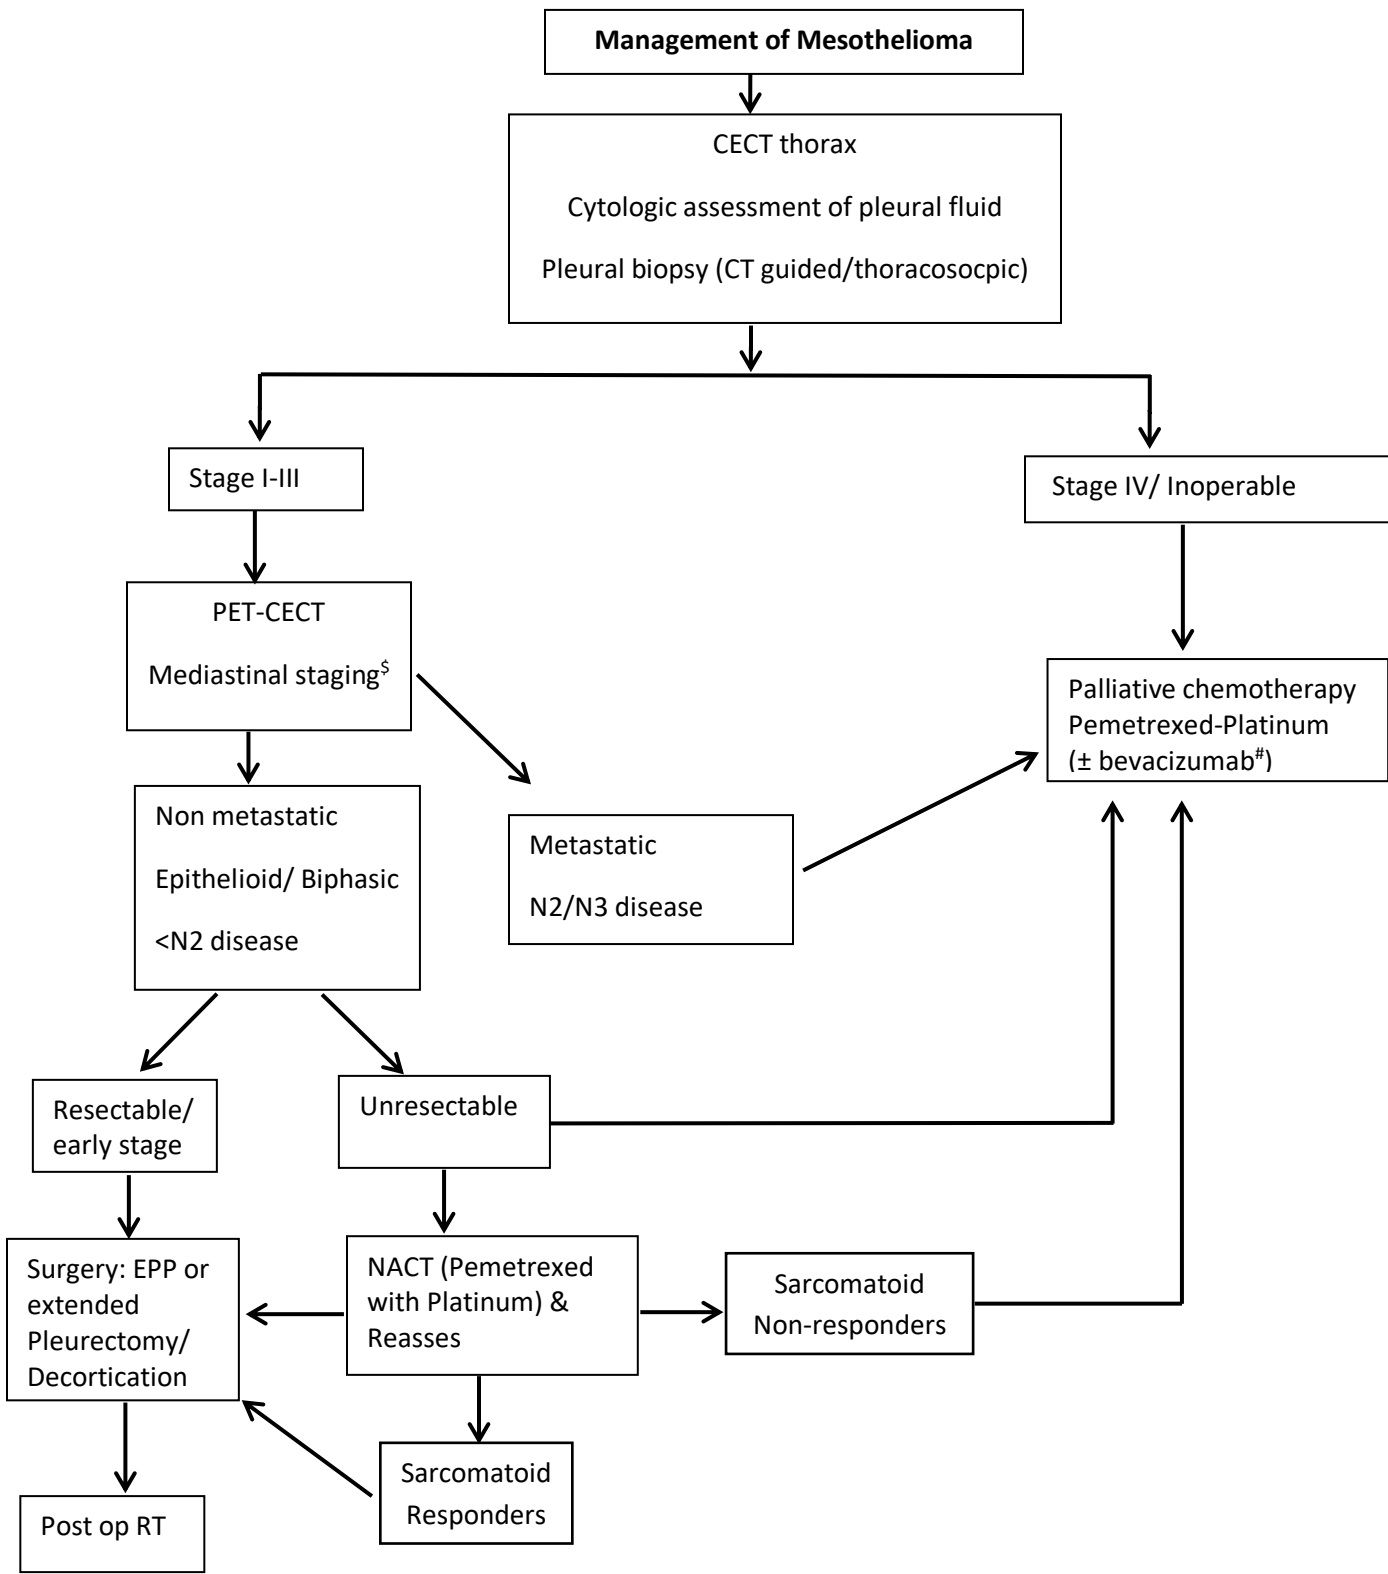 Management of Mesothelioma
CECT thorax
Cytologic assessment of pleural fluid
Pleural biopsy (CT guided/thoracosocpic)
Stage I-III
Stage IV/ Inoperable
PET-CECT
Mediastinal staging$
Palliative chemotherapy
Pemetrexed-Platinum
(± bevacizumab#)
Non metastatic
Epithelioid/ Biphasic
<N2 disease
Metastatic
N2/N3 disease
Resectable/
early stage
Unresectable
Surgery: EPP or
extended
Pleurectomy/
Decortication
NACT (Pemetrexed
with Platinum) &
Reasses
Sarcomatoid
Non-responders
Sarcomatoid
Responders
Post op RT